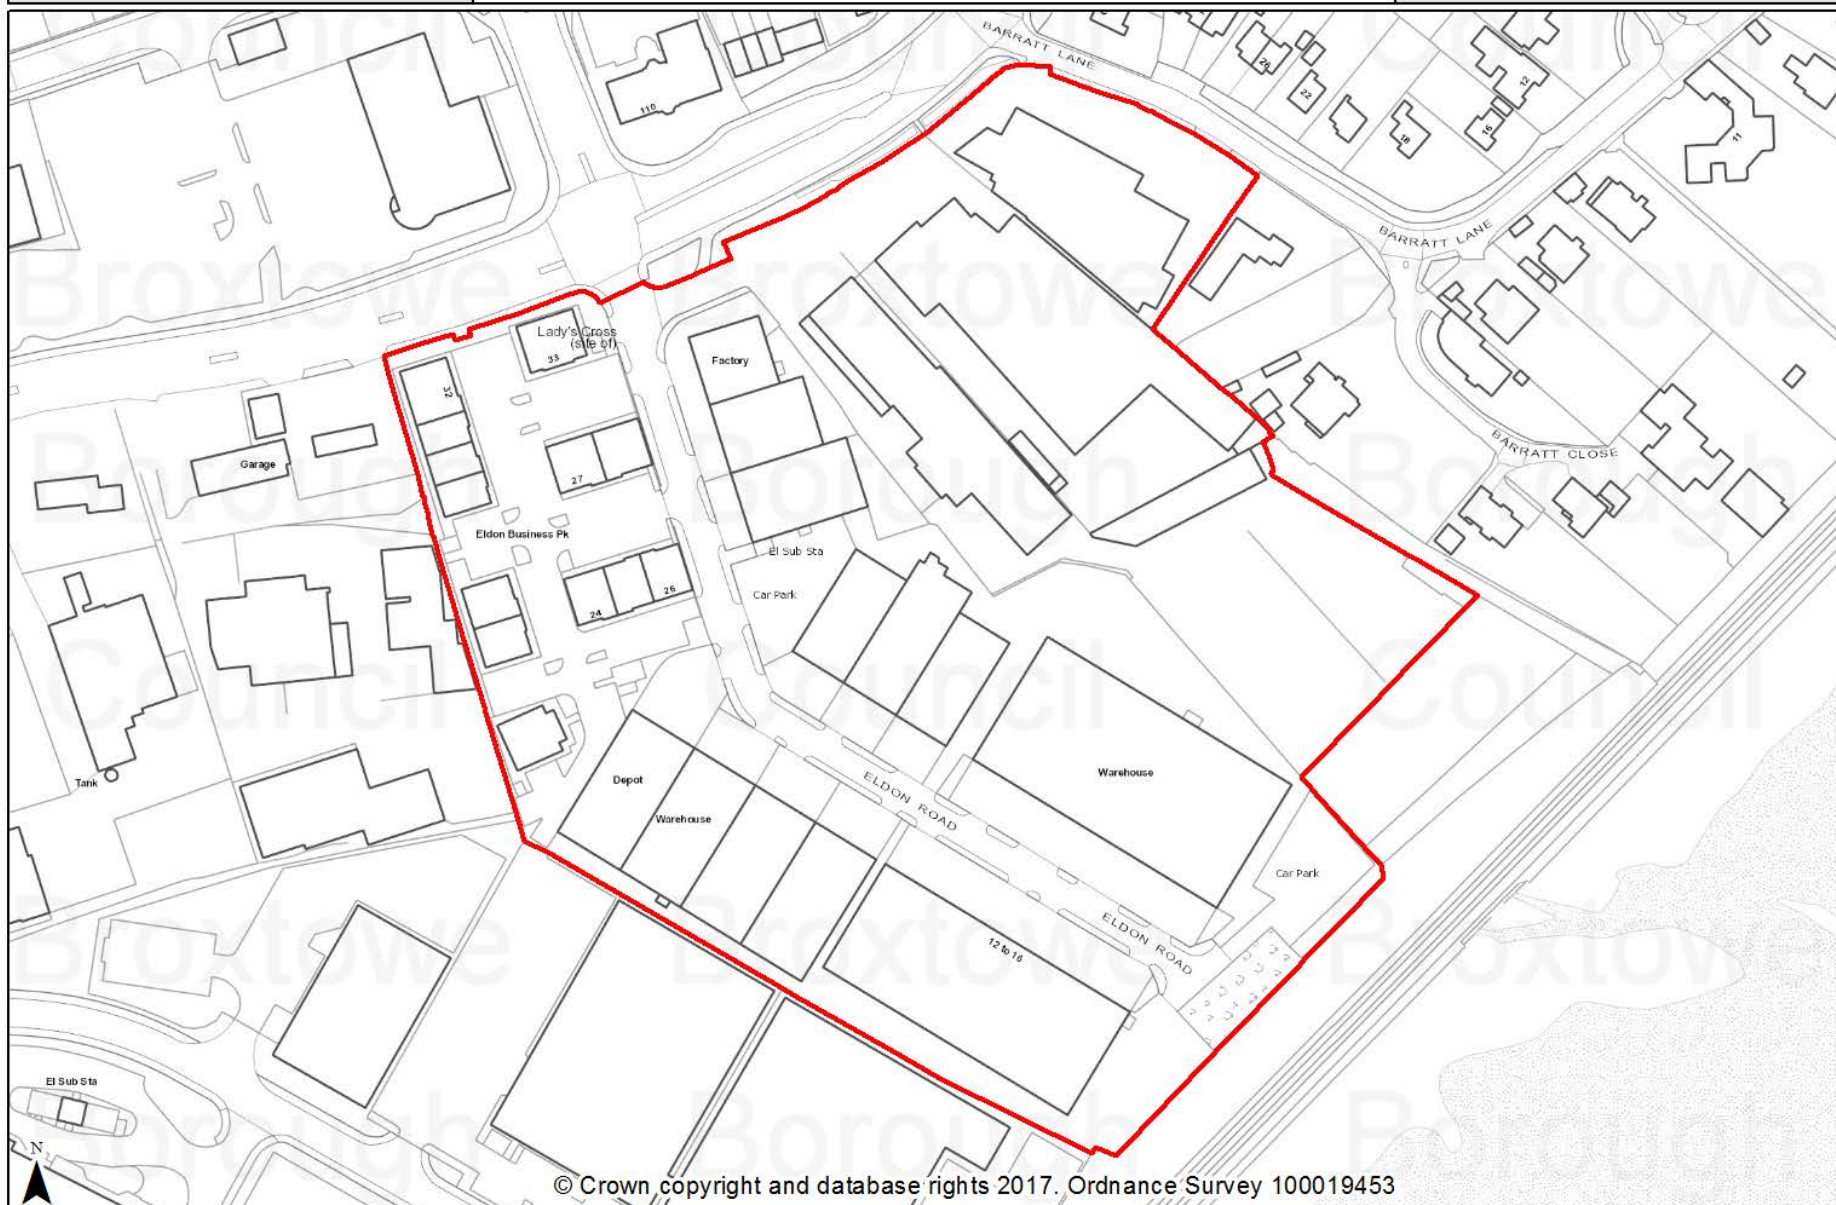 BARRATT LANE
20
22
18
16
12
11
110
BARRATT LANE
Lady's Cross
(site of)
33
32
Factory
Garage
27
BARRATT CLOSE
Eldon Business Pk
El Sub Sta
24
26
Car Park
Tank
Depot
Warehouse
ELDON ROAD
Warehouse
Car Park
ELDON ROAD
12 to 16
El Sub Sta
N
© Crown copyright and database rights 2017. Ordnance Survey 100019453
Broxtowe
Borough
Council